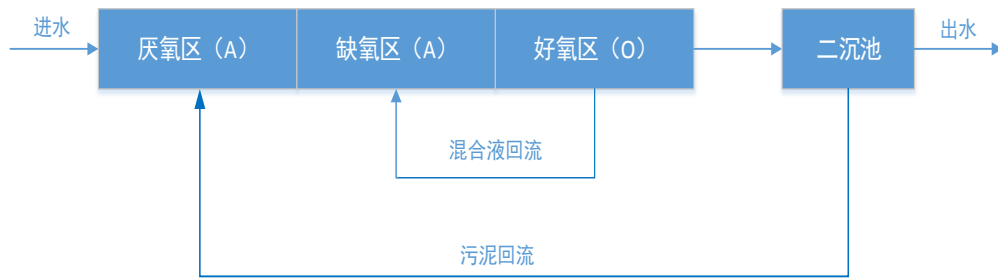 进水
厌氧区（A）
缺氧区（A）
好氧区（O）
二沉池
出水
混合液回流
污泥回流